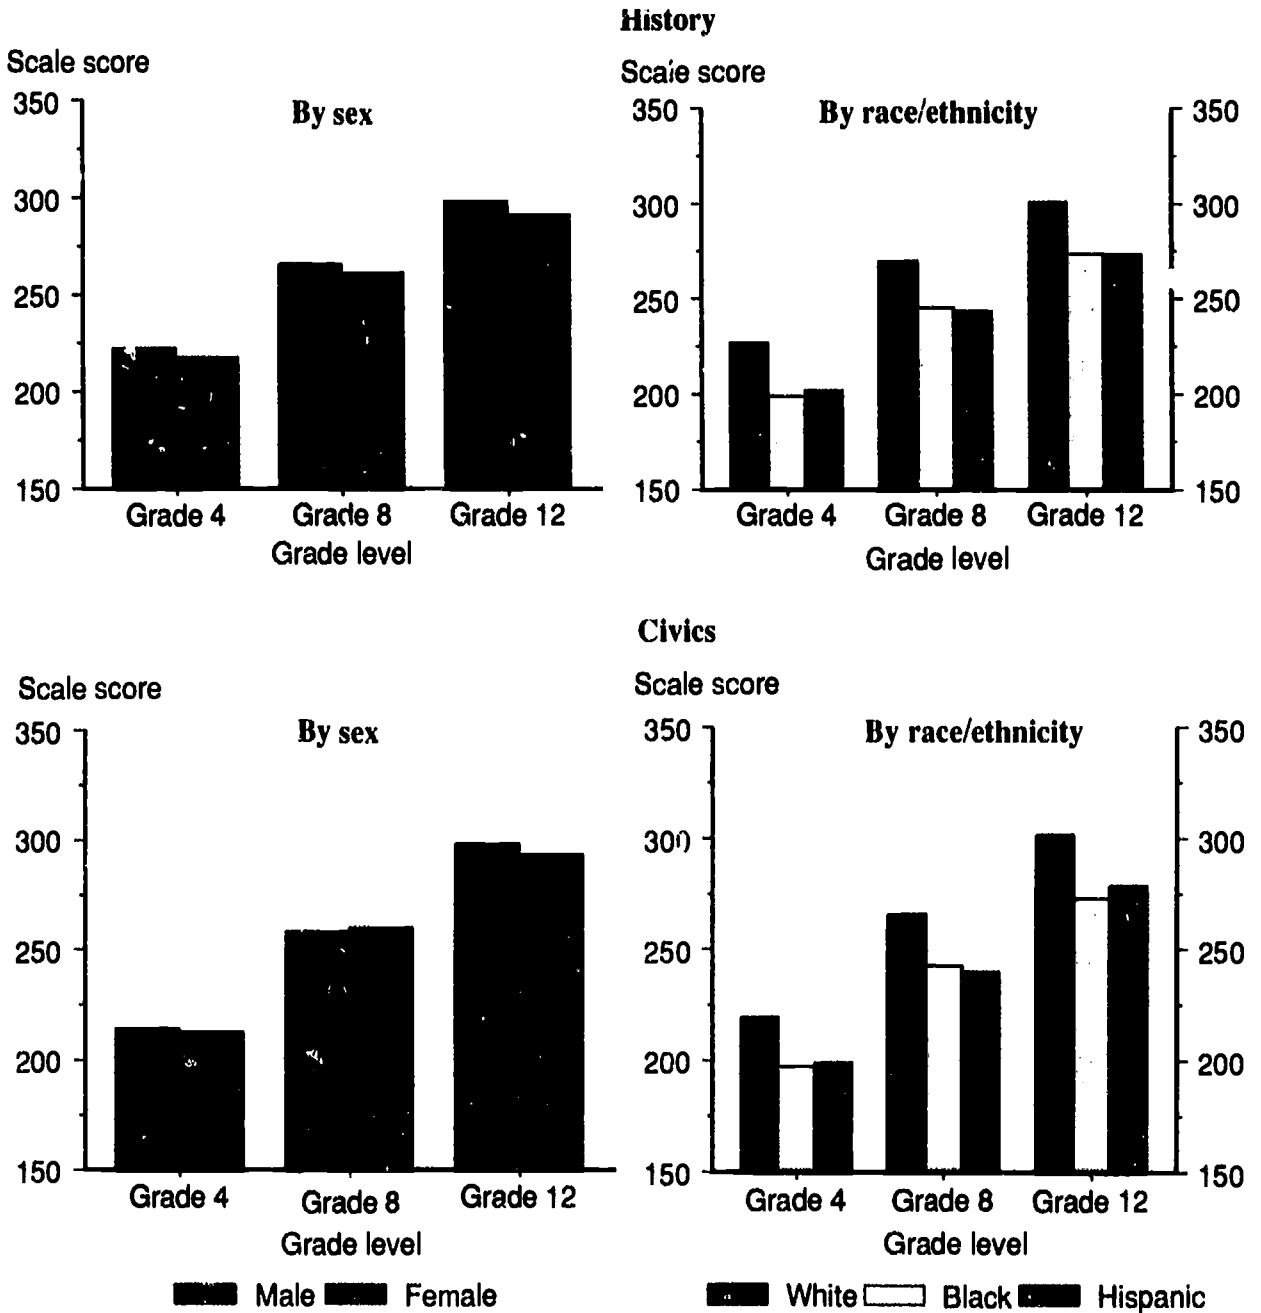 History
Scale score
By sex
350
300
250
200
150
Grade 4 Grade 8 Grade 12
Grade level
Scale score
By race/ethnicity
350 350
300 300
250 250
200 200
150 150
Grade 4 Grade 8 Grade 12
Grade level
Civics
Scale score
By sex
350
300
250
200
150
Grade 4 Grade 8 Grade 12
Grade level
Male Female
Scale score
By race/ethnicity
350 350
300 300
250 250
200 200
150 150
Grade 4 Grade 8 Grade 12
Grade level
White Black Hispanic